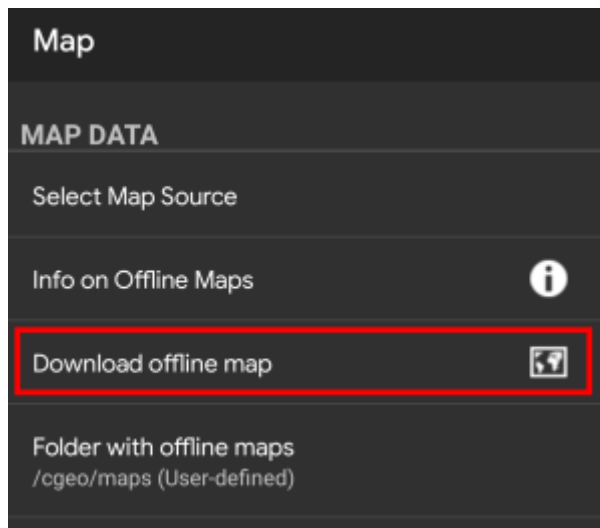 Map
MAP DATA
Select Map Source
Info on Offline Maps
Download offline map
Folder with offline maps
/cgeo/maps (User-defined)